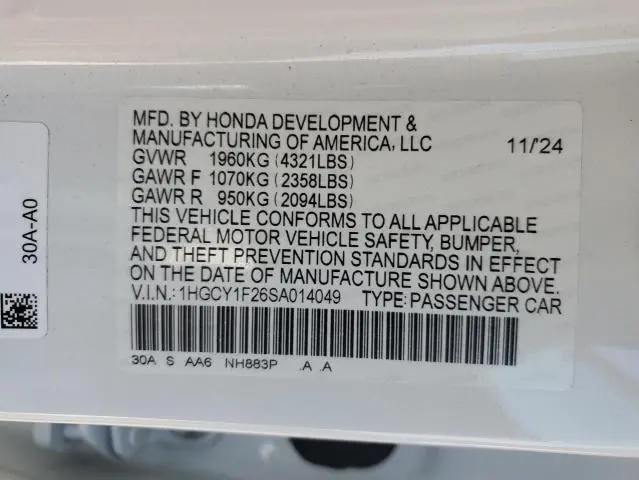 MFD. BY HONDA DEVELOPMENT &
MANUFACTURING OF AMERICA, LLC 11/'24
GVWR 1960KG (4321LBS)
GAWR F 1070KG (2358LBS)
GAWR R 950KG (2094LBS)
THIS VEHICLE CONFORMS TO ALL APPLICABLE
FEDERAL MOTOR VEHICLE SAFETY, BUMPER,
AND THEFT PREVENTION STANDARDS IN EFFECT
ON THE DATE OF MANUFACTURE SHOWN ABOVE.
V.I.N.: 1HGCY1F26SA014049 TYPE: PASSENGER CAR
30A S AA6 NH883P .A .A
30A-A0